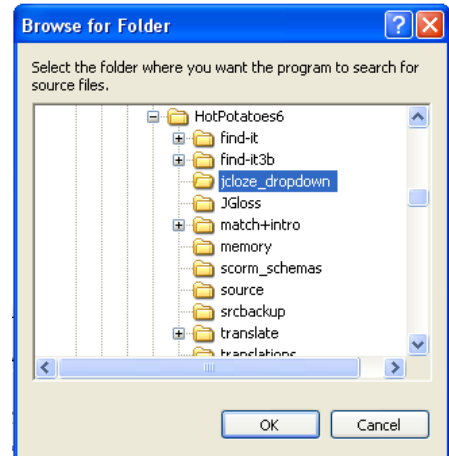 Browse for Folder
Select the folder where you want the program to search for
source files.
HotPotatoes6
find-it
find-it3b
jcloze_dropdown
JGloss
match+intro
memory
scorm_schemas
source
srcbackup
translate
translations
OK
Cancel